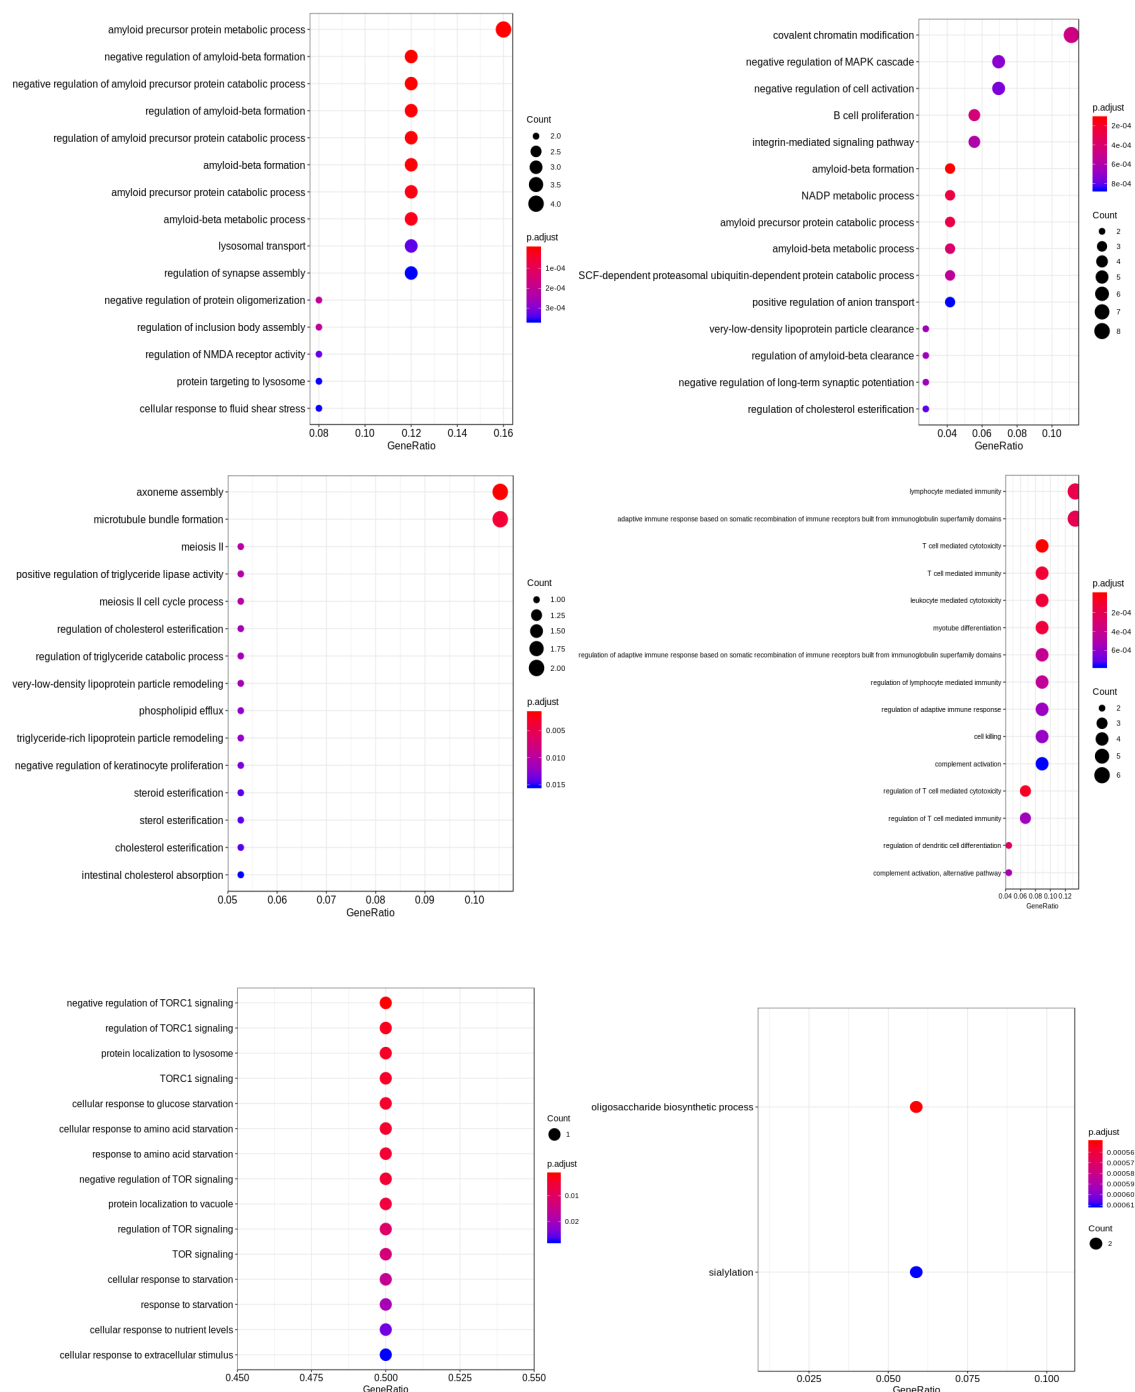 amyloid precursor protein metabolic process
negative regulation of amyloid-beta formation
negative regulation of amyloid precursor protein catabolic process
regulation of amyloid-beta formation
regulation of amyloid precursor protein catabolic process
amyloid-beta formation
amyloid precursor protein catabolic process
amyloid-beta metabolic process
lysosomal transport
regulation of synapse assembly
negative regulation of protein oligomerization
regulation of inclusion body assembly
regulation of NMDA receptor activity
protein targeting to lysosome
cellular response to fluid shear stress
0.08 0.10 0.12 0.14 0.16
GeneRatio
Count
2.0
2.5
3.0
3.5
4.0
p.adjust
1e-04
2e-04
3e-04
covalent chromatin modification
negative regulation of MAPK cascade
negative regulation of cell activation
B cell proliferation
integrin-mediated signaling pathway
amyloid-beta formation
NADP metabolic process
amyloid precursor protein catabolic process
amyloid-beta metabolic process
SCF-dependent proteasomal ubiquitin-dependent protein catabolic process
positive regulation of anion transport
very-low-density lipoprotein particle clearance
regulation of amyloid-beta clearance
negative regulation of long-term synaptic potentiation
regulation of cholesterol esterification
0.04 0.06 0.08 0.10
GeneRatio
p.adjust
2e-04
4e-04
6e-04
8e-04
Count
2
3
4
5
6
7
8
axoneme assembly
microtubule bundle formation
meiosis II
positive regulation of triglyceride lipase activity
meiosis II cell cycle process
regulation of cholesterol esterification
regulation of triglyceride catabolic process
very-low-density lipoprotein particle remodeling
phospholipid efflux
triglyceride-rich lipoprotein particle remodeling
negative regulation of keratinocyte proliferation
steroid esterification
sterol esterification
cholesterol esterification
intestinal cholesterol absorption
0.05 0.06 0.07 0.08 0.09 0.10
GeneRatio
Count
1.00
1.25
1.50
1.75
2.00
p.adjust
0.005
0.010
0.015
lymphocyte mediated immunity
adaptive immune response based on somatic recombination of immune receptors built from immunoglobulin superfamily domains
T cell mediated cytotoxicity
T cell mediated immunity
leukocyte mediated cytotoxicity
myotube differentiation
regulation of adaptive immune response based on somatic recombination of immune receptors built from immunoglobulin superfamily domains
regulation of lymphocyte mediated immunity
regulation of adaptive immune response
cell killing
complement activation
regulation of T cell mediated cytotoxicity
regulation of T cell mediated immunity
regulation of dendritic cell differentiation
complement activation, alternative pathway
0.04 0.06 0.08 0.10 0.12
GeneRatio
p.adjust
2e-04
4e-04
6e-04
Count
2
3
4
5
6
negative regulation of TORC1 signaling
regulation of TORC1 signaling
protein localization to lysosome
TORC1 signaling
cellular response to glucose starvation
cellular response to amino acid starvation
response to amino acid starvation
negative regulation of TOR signaling
protein localization to vacuole
regulation of TOR signaling
TOR signaling
cellular response to starvation
response to starvation
cellular response to nutrient levels
cellular response to extracellular stimulus
0.450 0.475 0.500 0.525 0.550
GeneRatio
Count
1
p.adjust
0.01
0.02
oligosaccharide biosynthetic process
sialylation
0.025 0.050 0.075 0.100
GeneRatio
p.adjust
0.00056
0.00057
0.00058
0.00059
0.00060
0.00061
Count
2